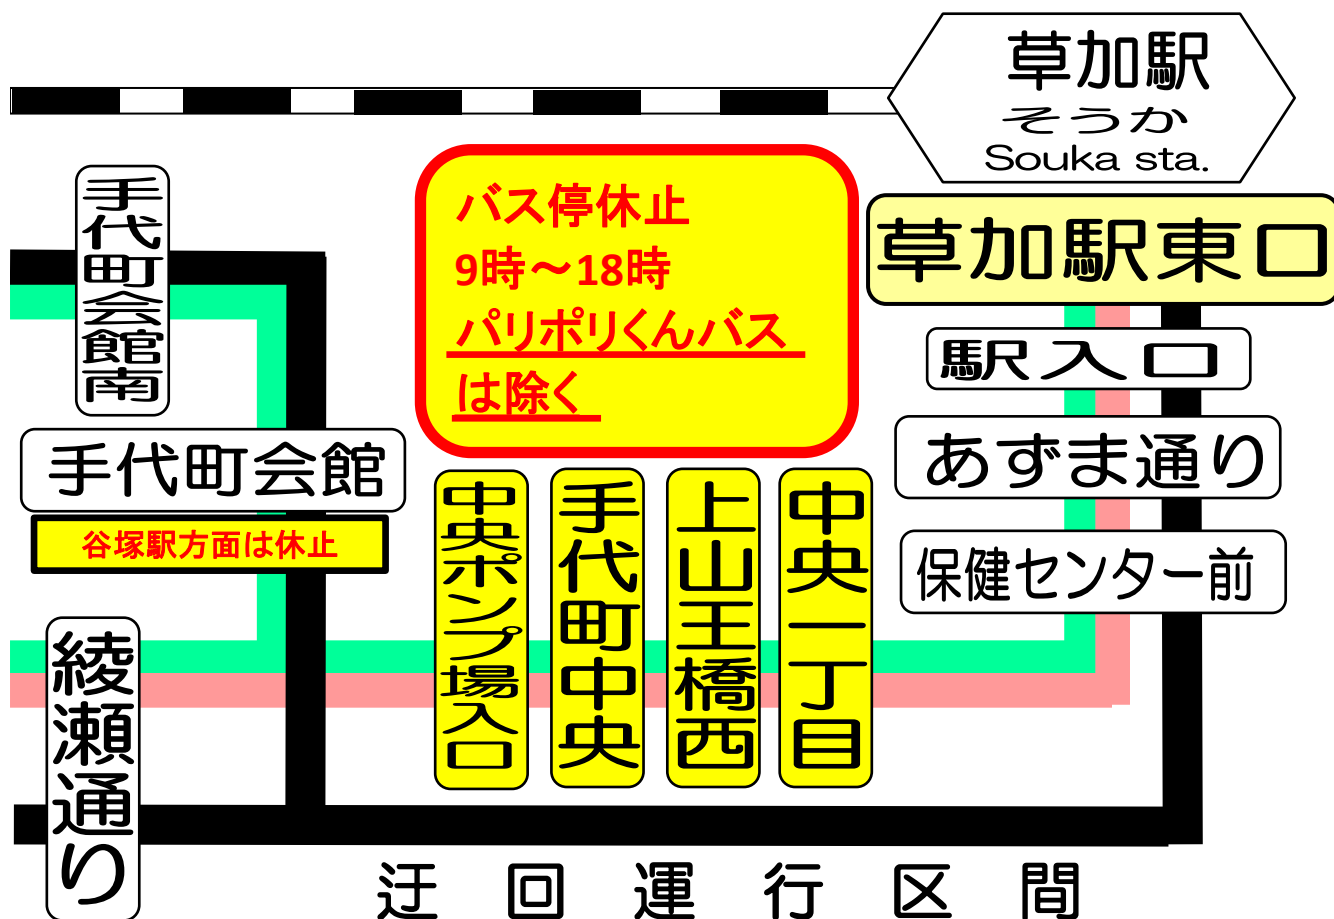 草加駅
そうか
Souka sta.
バス停休止
9時～18時
パリポリくんバス
は除く
草加駅東口
駅入口
あずま通り
保健センター前
手代町会館南
手代町会館
谷塚駅方面は休止
綾瀬通り
中央ポンプ場入口
手代町中央
上山王橋西
中央一丁目
迂回運行区間